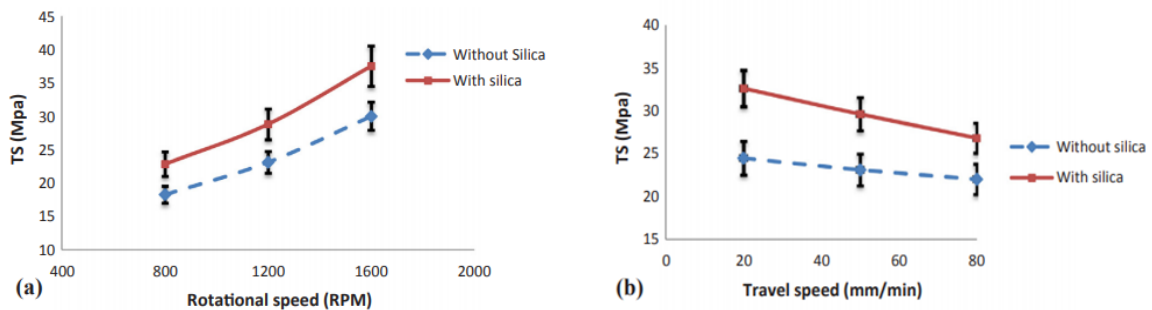 45
40
35
30
25
20
15
10
TS (Mpa)
400
800
1200
1600
2000
Rotational speed (RPM)
Without Silica
With silica
(a)
40
35
30
25
20
15
TS (Mpa)
0
20
40
60
80
Travel speed (mm/min)
Without silica
With silica
(b)